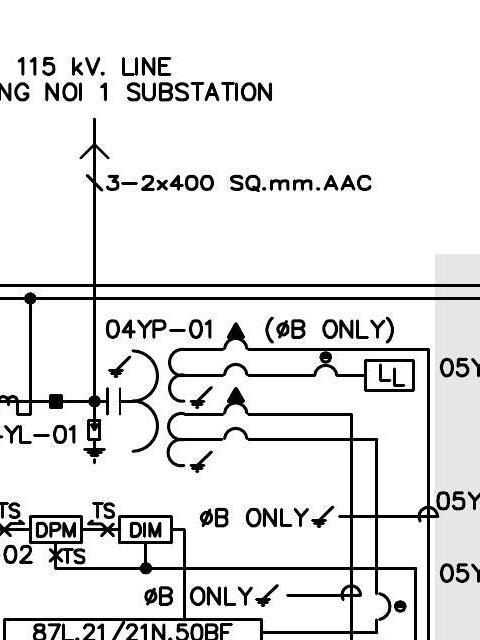 115 kV. LINE
NG NOI 1 SUBSTATION
3-2x400 SQ.mm.AAC
04YP-01 (øB ONLY)
LL
05Y
YL-01
05Y
TS TS
DPM DIM
øB ONLY
02 TS
05Y
øB ONLY
87L,21/21N,50BF